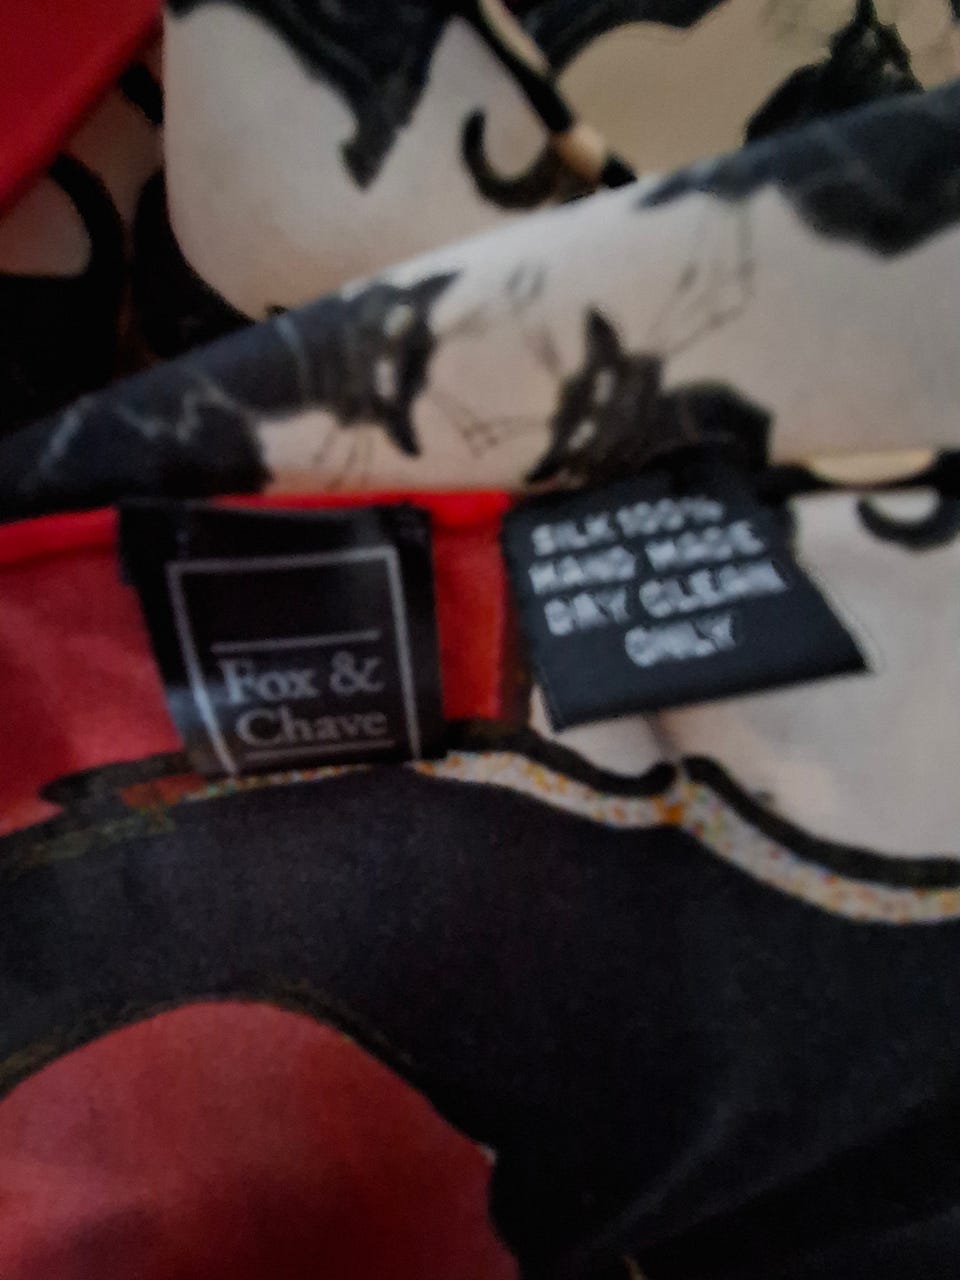 Fox &
Chave
SILK 100%
HAND MADE
DRY CLEAN
ONLY